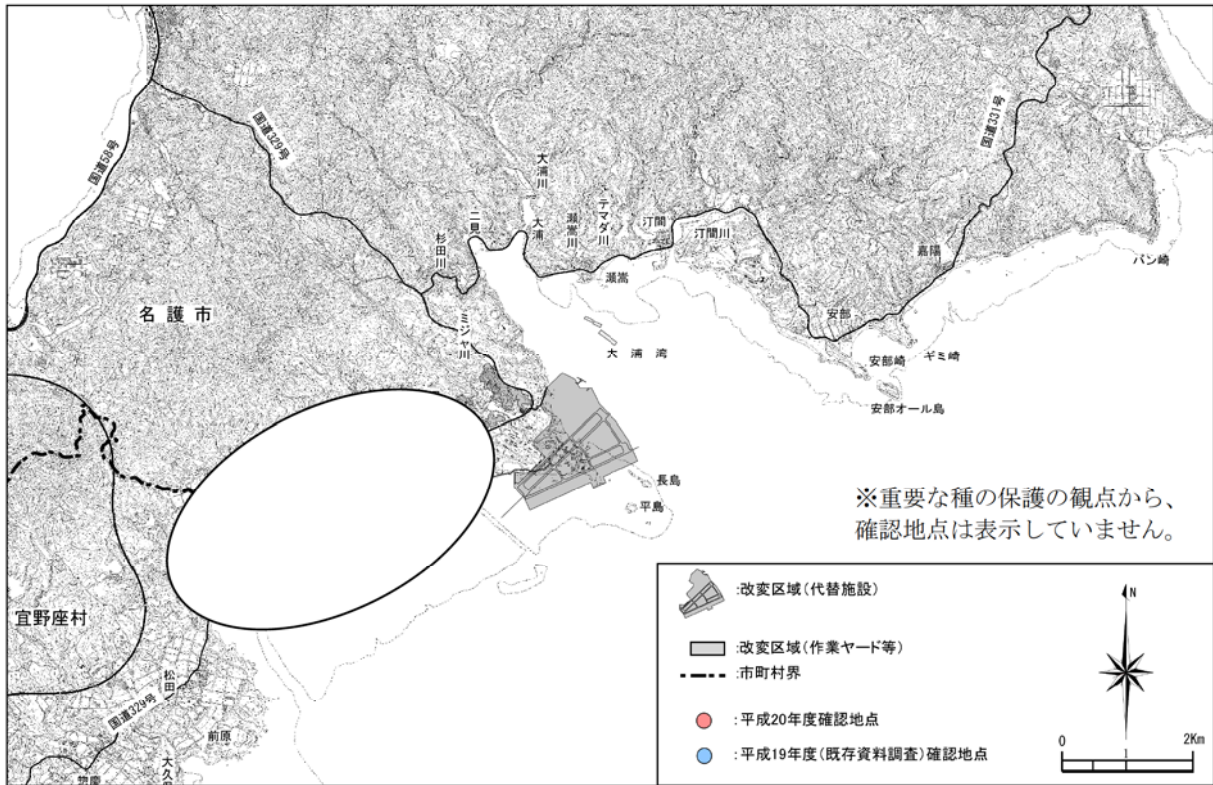 国道58号
国道329号
国道331号
大浦川
二見
大浦
瀬嵩川
テマダ川
汀間
杉田川
汀間川
嘉陽
バン崎
瀬嵩
名護市
ミジャ川
大浦湾
安部
安部崎
ギミ崎
安部オール島
長島
平島
※重要な種の保護の観点から、
確認地点は表示していません。
宜野座村
松田
国道329号
前原
惣慶
:改変区域(代替施設)
:改変区域(作業ヤード等)
:市町村界
:平成20年度確認地点
:平成19年度(既存資料調査)確認地点
N
0 2Km